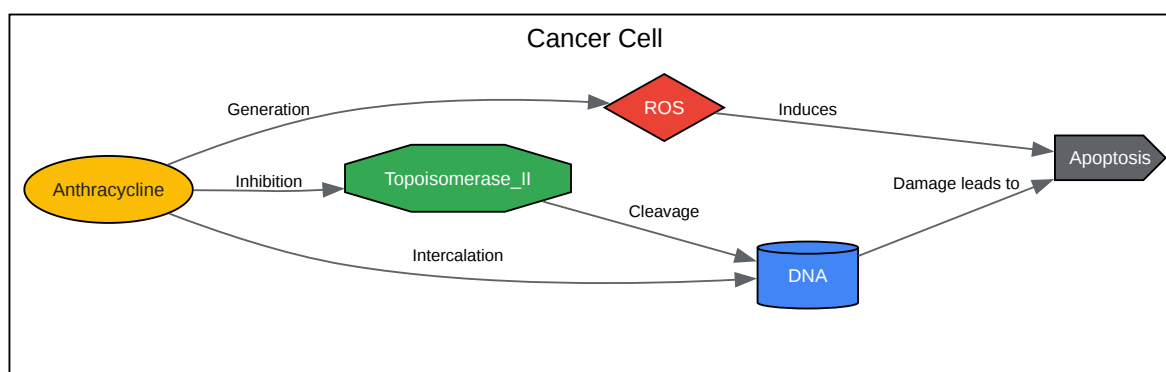 Cancer Cell
Generation
ROS
Induces
Apoptosis
Anthracycline
Inhibition
Topoisomerase_II
Cleavage
Damage leads to
Intercalation
DNA